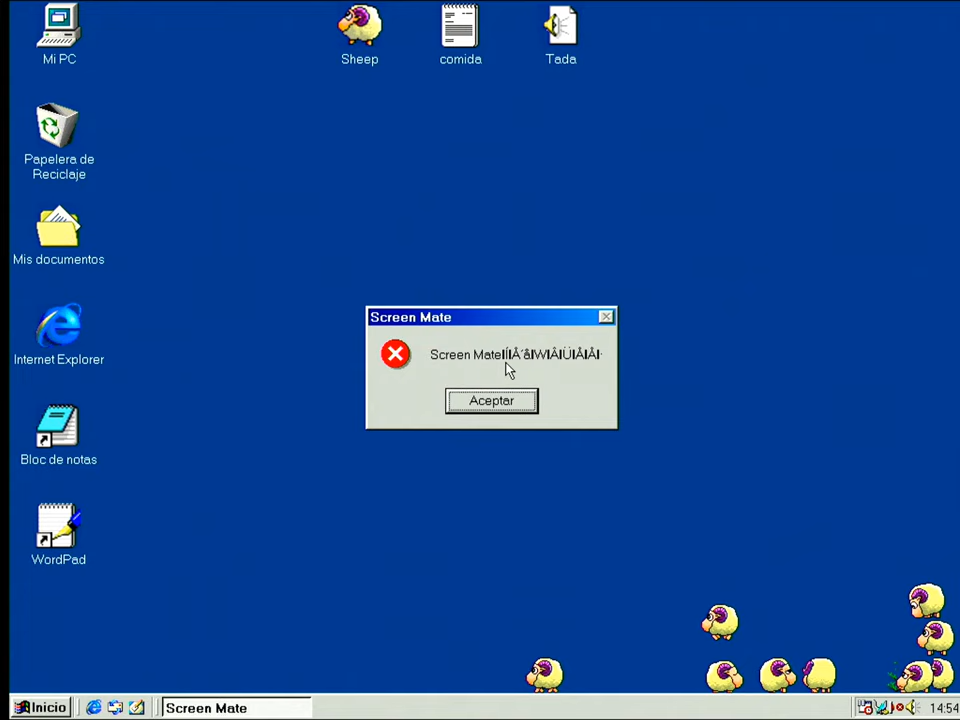 Mi PC
Sheep
comida
Tada
Papelera de
Reciclaje
Mis documentos
Internet Explorer
Bloc de notas
WordPad
Screen Mate
Screen Mate
Aceptar
Inicio
Screen Mate
14:54